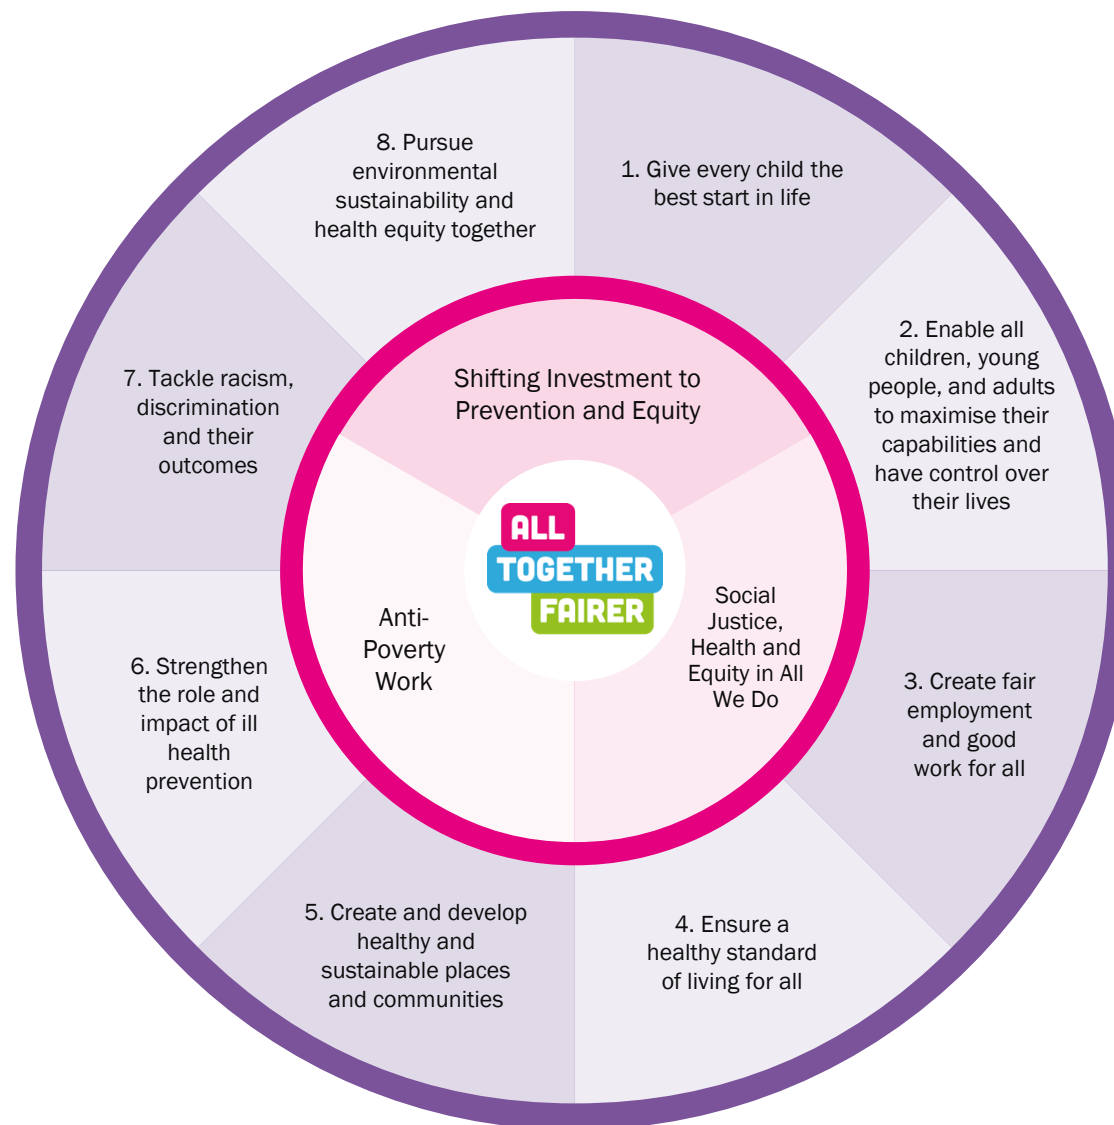 1. Give every child the
best start in life
2. Enable all
children, young
people, and adults
to maximise their
capabilities and
have control over
their lives
3. Create fair
employment
and good
work for all
4. Ensure a
healthy standard
of living for all
5. Create and develop
healthy and
sustainable places
and communities
6. Strengthen
the role and
impact of ill
health
prevention
7. Tackle racism,
discrimination
and their
outcomes
8. Pursue
environmental
sustainability and
health equity together
Shifting Investment to
Prevention and Equity
Social
Justice,
Health and
Equity in All
We Do
Anti-
Poverty
Work
ALL
TOGETHER
FAIRER